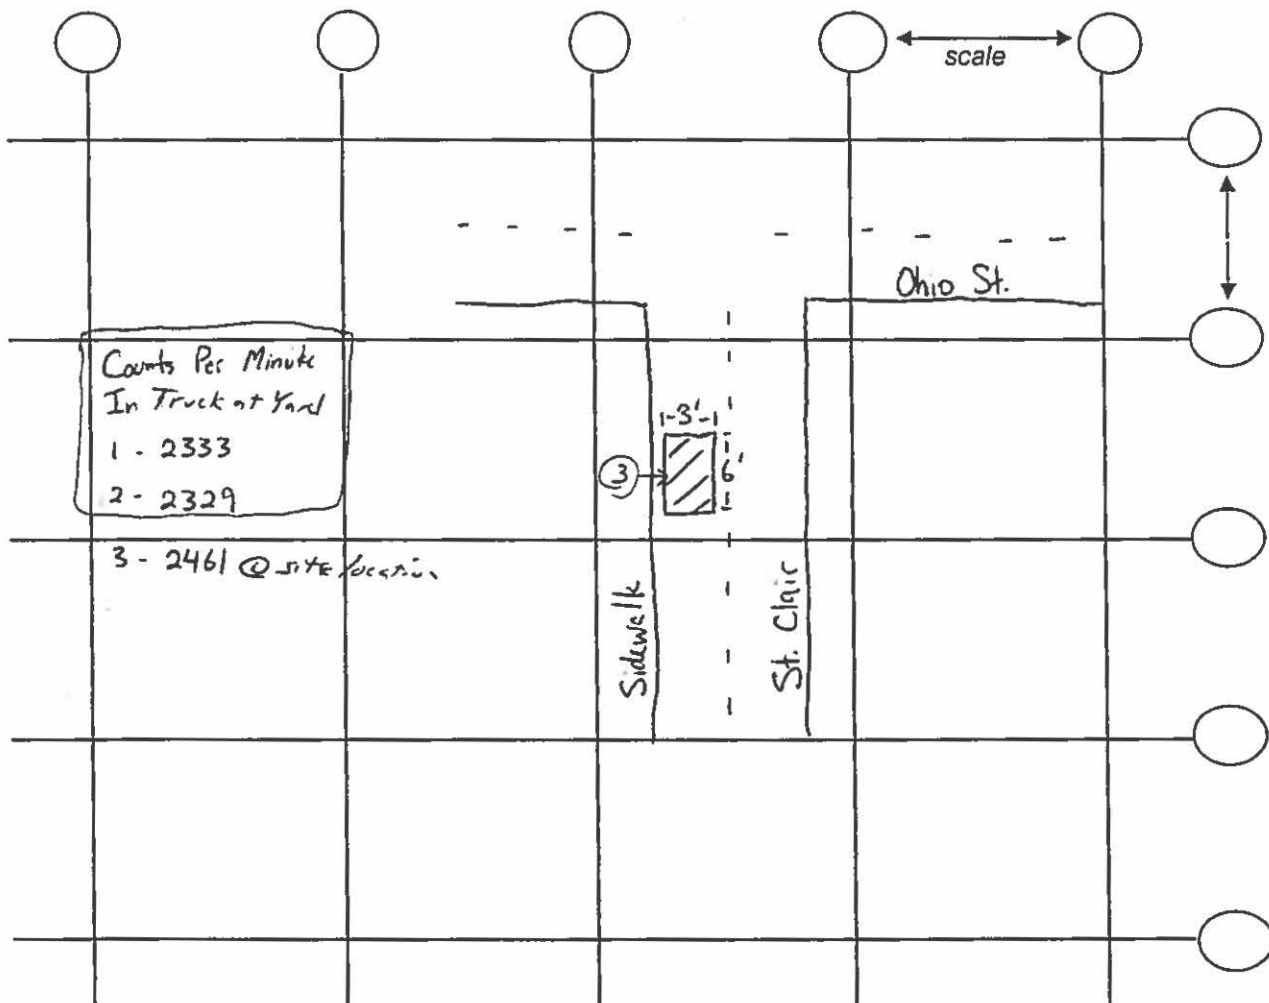 scale
Ohio St.
Counts Per Minute
In Truck at Yard
1 - 2333
2 - 2329
3 - 2461 @ site location
3'
3
6'
Sidewalk
St. Clair